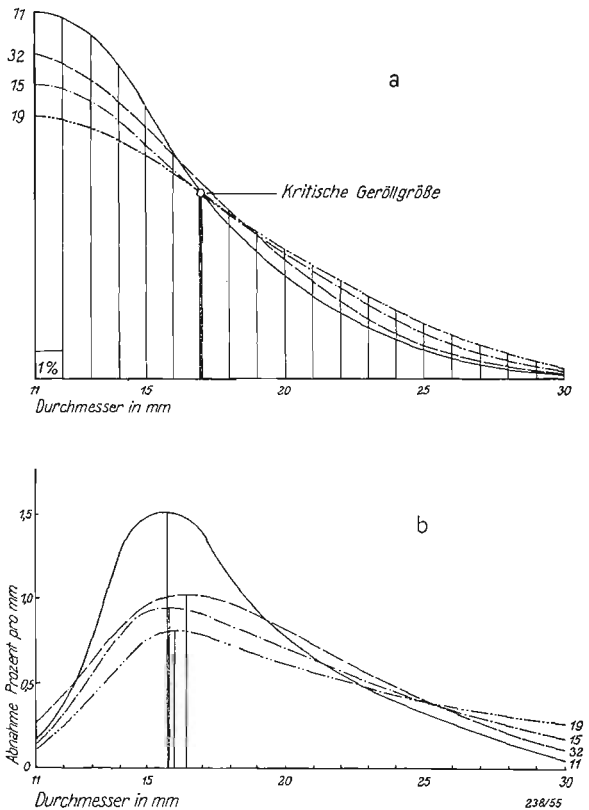 11
32
15
19
a
Kritische Geröllgröße
1%
11 15 20 25 30
Durchmesser in mm
b
Abnahme Prozent pro mm
1,5
1,0
0,5
0
19
15
32
11
11 15 20 25 30
Durchmesser in mm
238/55